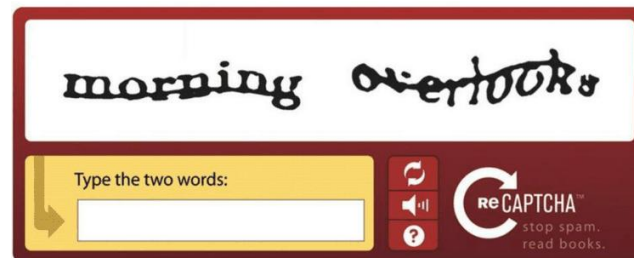 morning overlooks
Type the two words:
ReCAPTCHA™
stop spam.
read books.